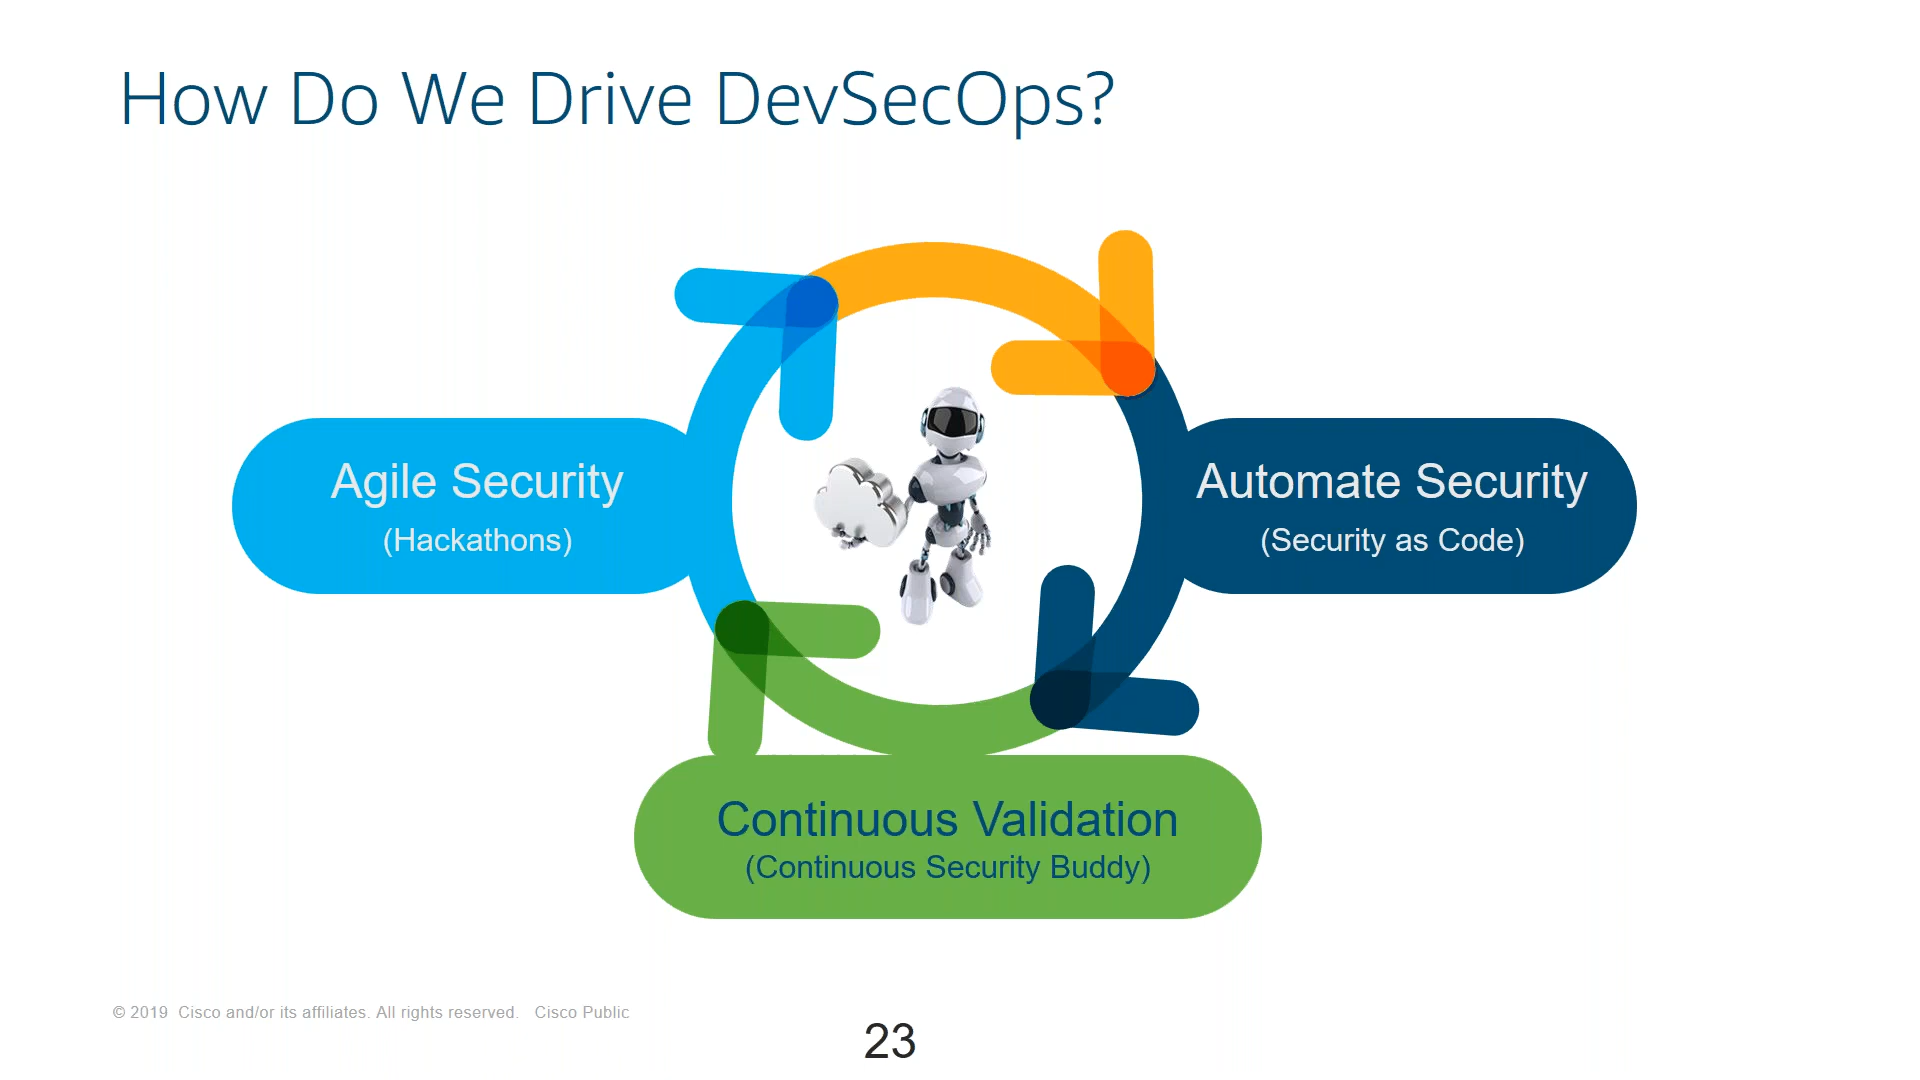 How Do We Drive DevSecOps?
Agile Security
(Hackathons)
Automate Security
(Security as Code)
Continuous Validation
(Continuous Security Buddy)
© 2019 Cisco and/or its affiliates. All rights reserved. Cisco Public
23